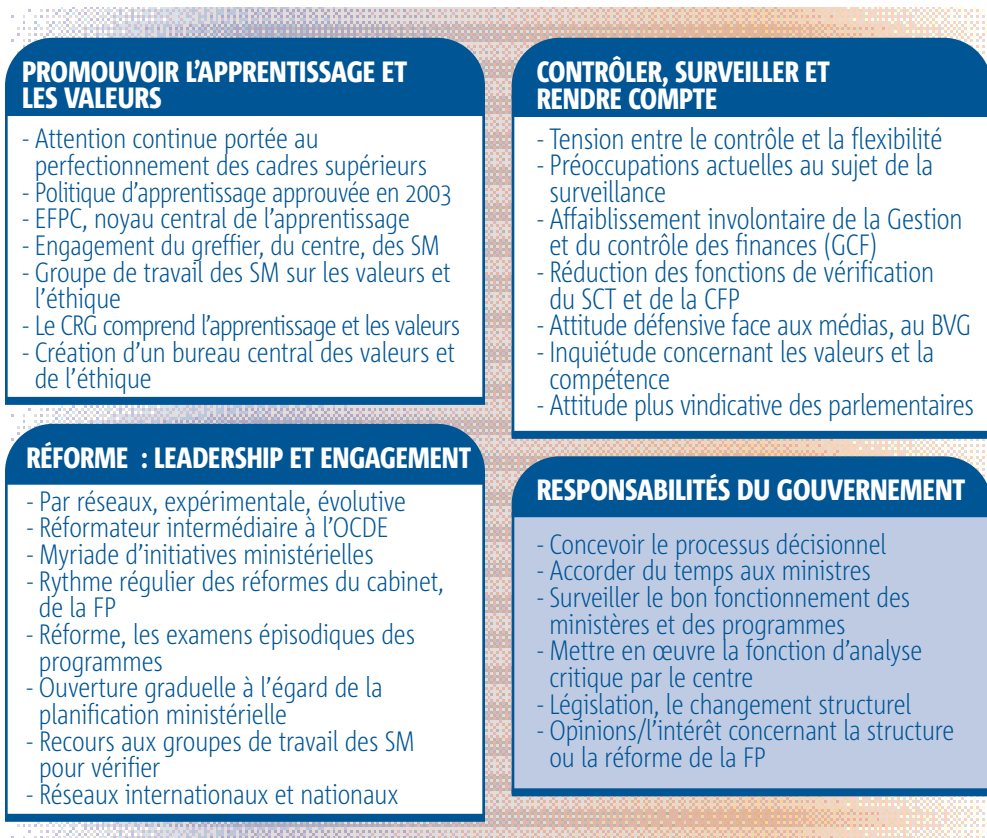 PROMOUVOIR L'APPRENTISSAGE ET
LES VALEURS
- Attention continue portée au
perfectionnement des cadres supérieurs
- Politique d'apprentissage approuvée en 2003
- EFPC, noyau central de l'apprentissage
- Engagement du greffier, du centre, des SM
- Groupe de travail des SM sur les valeurs et
l'éthique
- Le CRG comprend l'apprentissage et les valeurs
- Création d'un bureau central des valeurs et
de l'éthique
CONTRÔLER, SURVEILLER ET
RENDRE COMPTE
- Tension entre le contrôle et la flexibilité
- Préoccupations actuelles au sujet de la
surveillance
- Affaiblissement involontaire de la Gestion
et du contrôle des finances (GCF)
- Réduction des fonctions de vérification
du SCT et de la CFP
- Attitude défensive face aux médias, au BVG
- Inquiétude concernant les valeurs et la
compétence
- Attitude plus vindicative des parlementaires
RÉFORME : LEADERSHIP ET ENGAGEMENT
- Par réseaux, expérimentale, évolutive
- Réformateur intermédiaire à l'OCDE
- Myriade d'initiatives ministérielles
- Rythme régulier des réformes du cabinet,
de la FP
- Réforme, les examens épisodiques des
programmes
- Ouverture graduelle à l'égard de la
planification ministérielle
- Recours aux groupes de travail des SM
pour vérifier
- Réseaux internationaux et nationaux
RESPONSABILITÉS DU GOUVERNEMENT
- Concevoir le processus décisionnel
- Accorder du temps aux ministres
- Surveiller le bon fonctionnement des
ministères et des programmes
- Mettre en œuvre la fonction d'analyse
critique par le centre
- Législation, le changement structurel
- Opinions/l'intérêt concernant la structure
ou la réforme de la FP